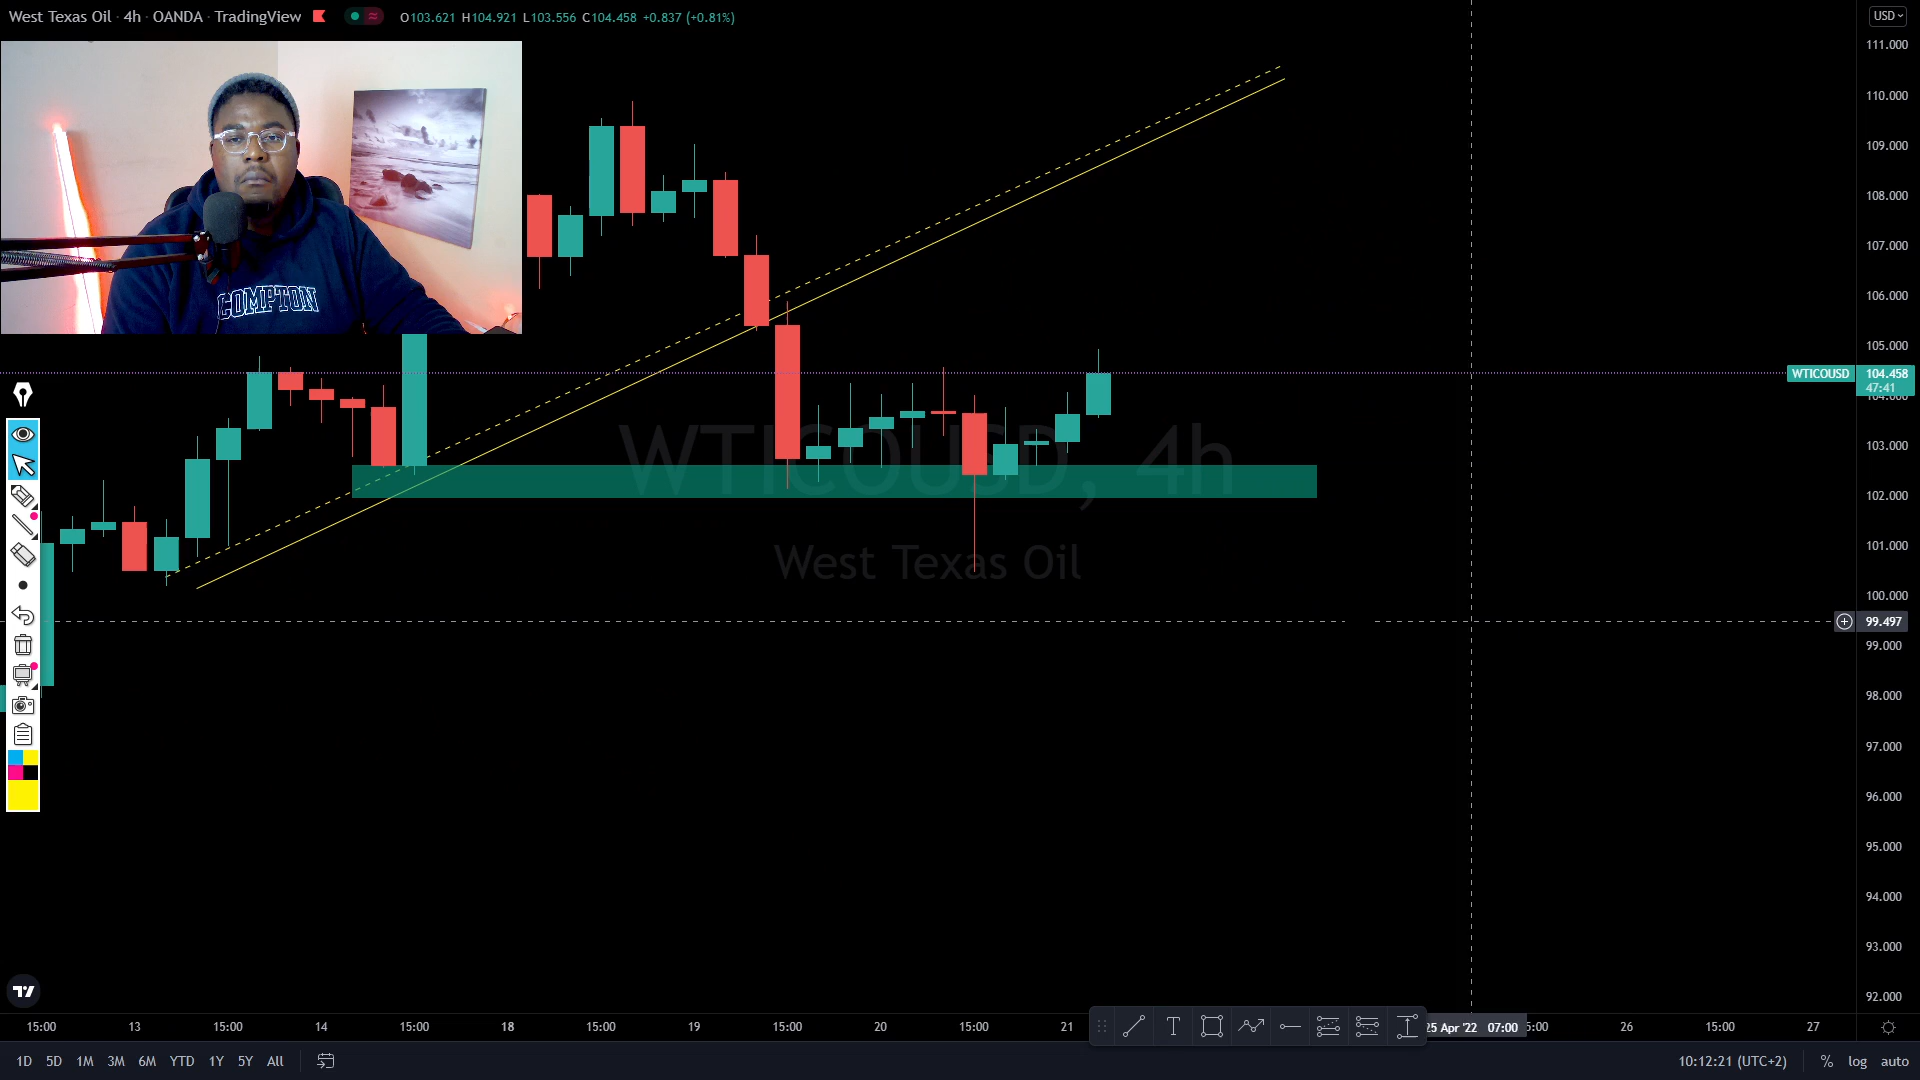 West Texas Oil · 4h · OANDA · TradingView
O103.621 H104.921 L103.556 C104.458 +0.837 (+0.81%)
USD
111.000
110.000
109.000
108.000
107.000
106.000
105.000
WTICOUSD 104.458
47:41
104.000
103.000
102.000
101.000
100.000
99.497
99.000
98.000
97.000
96.000
95.000
94.000
93.000
92.000
COMPTON
WTICOUSD, 4h
West Texas Oil
15:00 13 15:00 14 15:00 18 15:00 19 15:00 20 15:00 21 25 Apr '22 07:00 5:00 26 15:00 27
1D 5D 1M 3M 6M YTD 1Y 5Y All
10:12:21 (UTC+2) % log auto